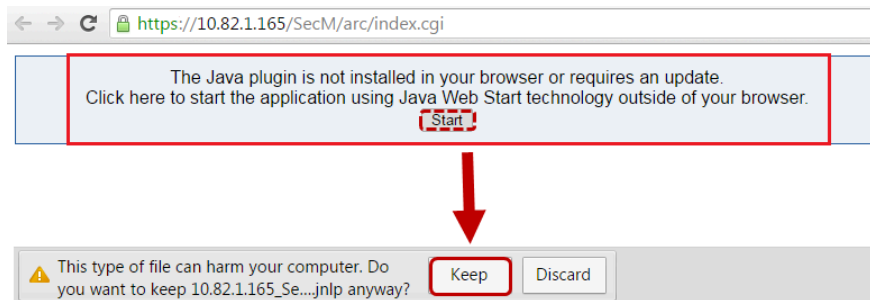 https://10.82.1.165/SecM/arc/index.cgi
The Java plugin is not installed in your browser or requires an update.
Click here to start the application using Java Web Start technology outside of your browser.
Start
This type of file can harm your computer. Do
you want to keep 10.82.1.165_Se....jnlp anyway?
Keep
Discard